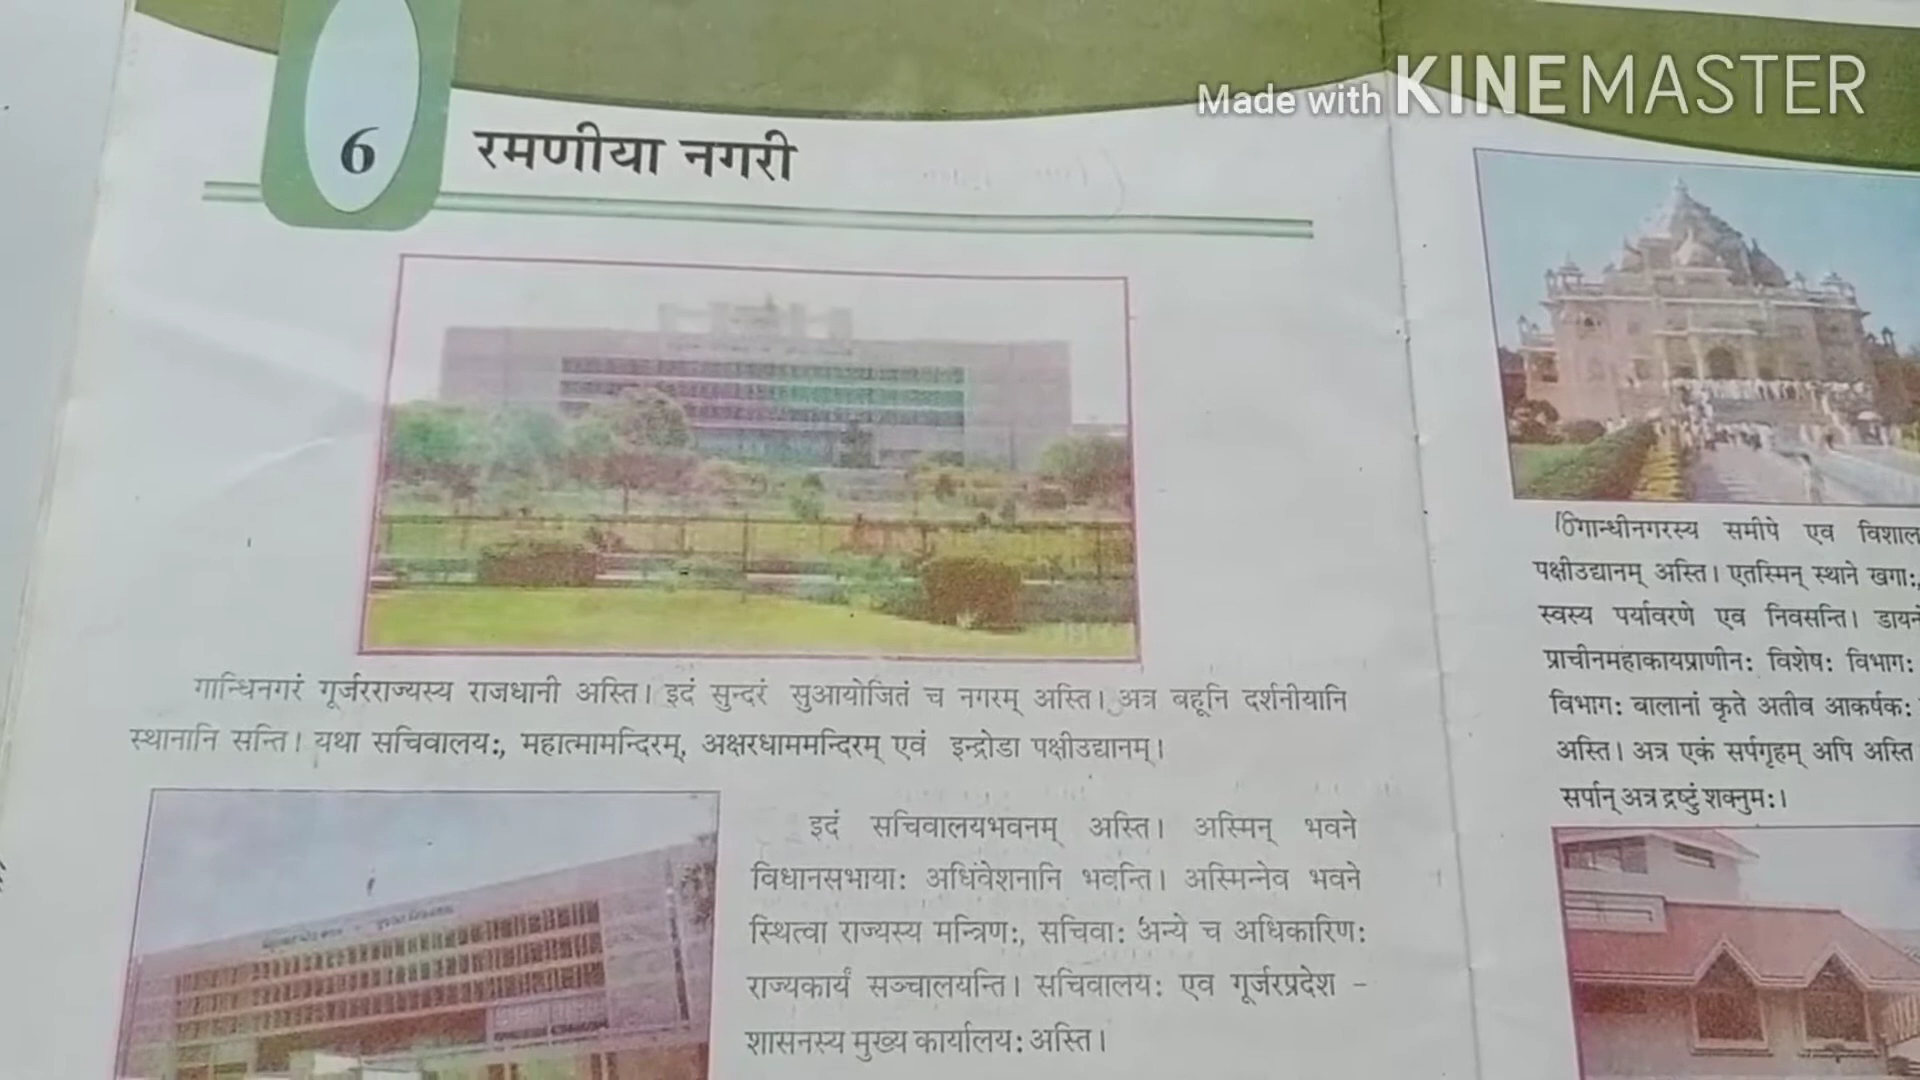 Made with KINEMASTER
6 रमणीया नगरी
गान्धिनगरं गूर्जरराज्यस्य राजधानी अस्ति। इदं सुन्दरं सुआयोजितं च नगरम् अस्ति। अत्र बहूनि दर्शनीयानि
स्थानानि सन्ति। यथा सचिवालय:, महात्मामन्दिरम्, अक्षरधाममन्दिरम् एवं इन्द्रोडा पक्षीउद्यानम्।
इदं सचिवालयभवनम् अस्ति। अस्मिन् भवने
विधानसभाया: अधिवेशनानि भवन्ति। अस्मिन्नेव भवने
स्थित्वा राज्यस्य मन्त्रिण:, सचिवा: अन्ये च अधिकारिण:
राज्यकार्यं सञ्चालयन्ति। सचिवालय: एव गूर्जरप्रदेश -
शासनस्य मुख्य कार्यालय: अस्ति।
गान्धीनगरस्य समीपे एव विशाल
पक्षीउद्यानम् अस्ति। एतस्मिन् स्थाने खगा:,
स्वस्य पर्यावरणे एव निवसन्ति। डायने
प्राचीनमहाकायप्राणीन: विशेष: विभाग:
विभाग: बालानां कृते अतीव आकर्षक:
अस्ति। अत्र एकं सर्पगृहम् अपि अस्ति
सर्पान् अत्र द्रष्टुं शक्नुम:।